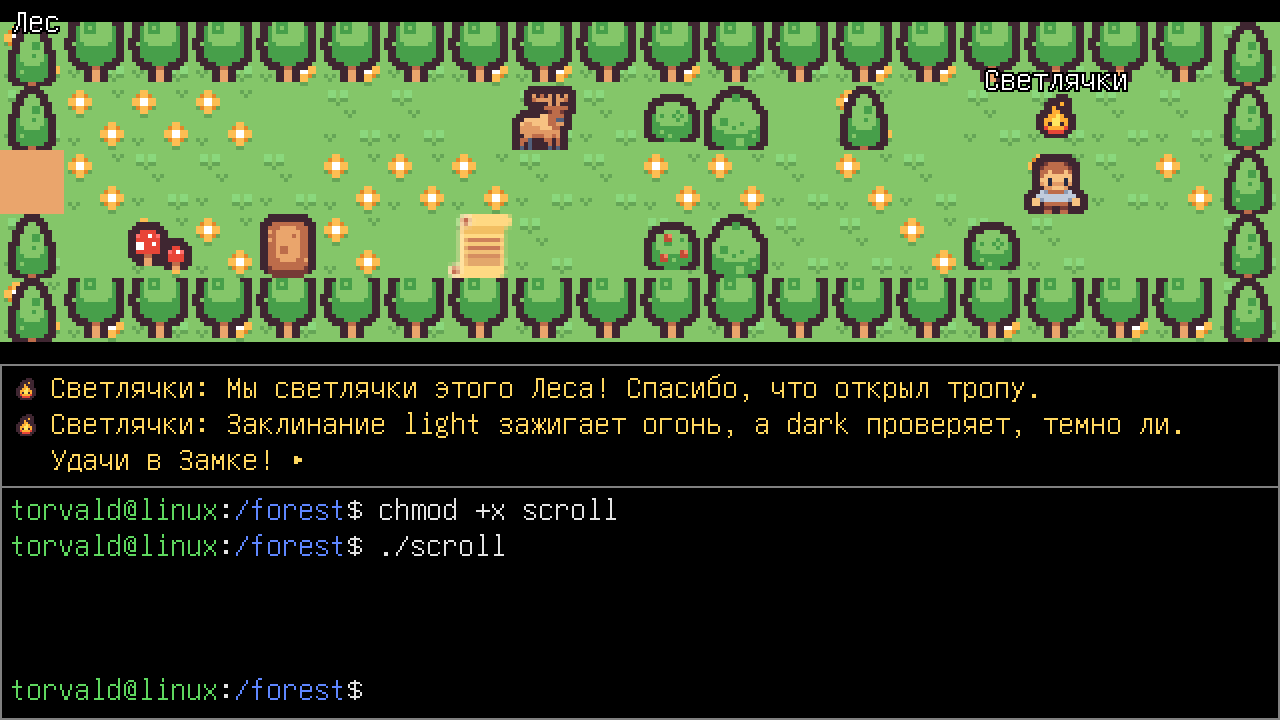 Лес
Светлячки
Светлячки: Мы светлячки этого Леса! Спасибо, что открыл тропу.
Светлячки: Заклинание light зажигает огонь, а dark проверяет, темно ли.
Удачи в Замке! ▸
torvald@linux:/forest$ chmod +x scroll
torvald@linux:/forest$ ./scroll
torvald@linux:/forest$